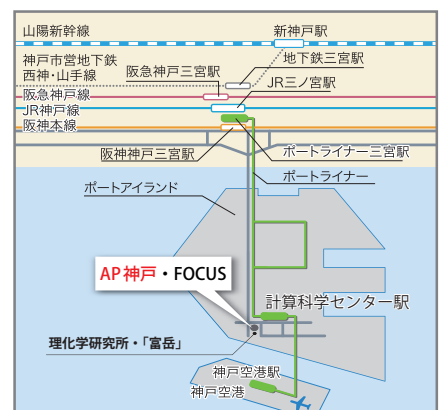 山陽新幹線
新神戸駅
神戸市営地下鉄
西神・山手線
地下鉄三宮駅
阪急神戸三宮駅
JR三ノ宮駅
阪急神戸線
JR神戸線
阪神本線
阪神神戸三宮駅
ポートライナー三宮駅
ポートアイランド
ポートライナー
AP神戸・FOCUS
計算科学センター駅
理化学研究所・「富岳」
神戸空港駅
神戸空港